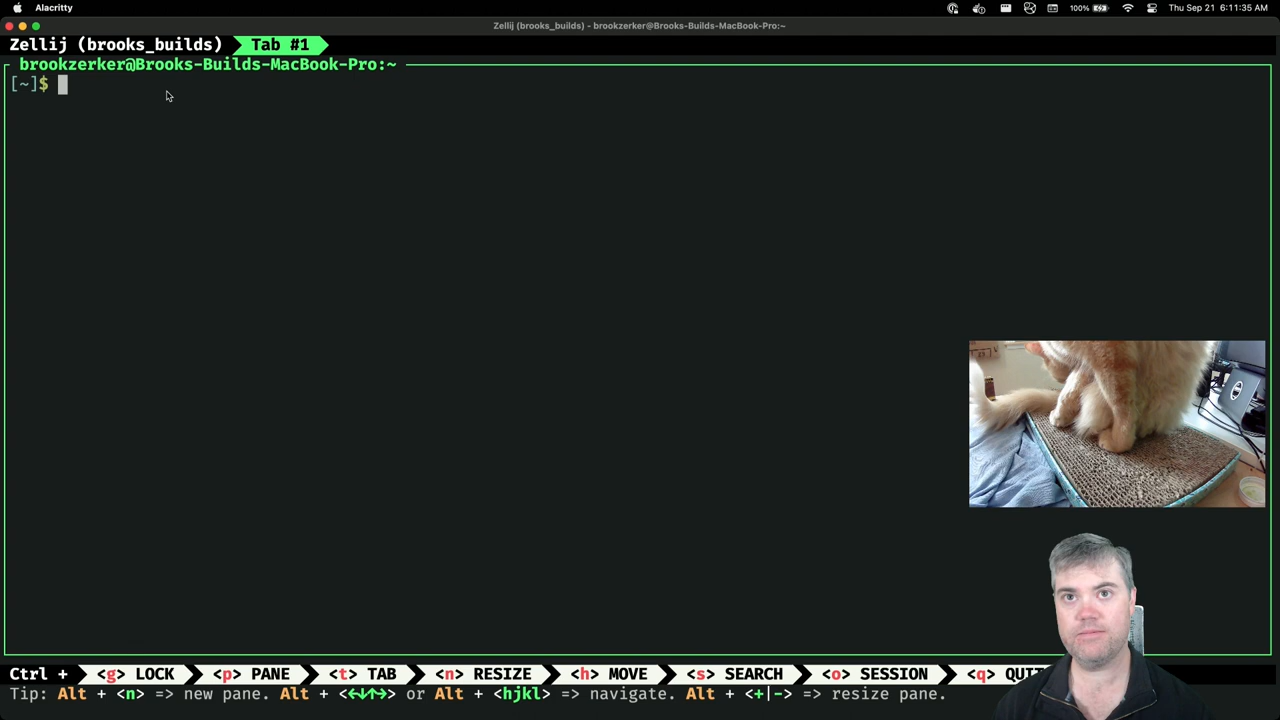 Alacritty
100%
Thu Sep 21 6:11:35 AM
Zellij (brooks_builds) - brookzerker@Brooks-Builds-MacBook-Pro:~
Zellij (brooks_builds) Tab #1
brookzerker@Brooks-Builds-MacBook-Pro:~
[~]$
Ctrl + <g> LOCK <p> PANE <t> TAB <n> RESIZE <h> MOVE <s> SEARCH <o> SESSION <q> QUIT
Tip: Alt + <n> => new pane. Alt + <←↓↑→> or Alt + <hjkl> => navigate. Alt + <+|-> => resize pane.